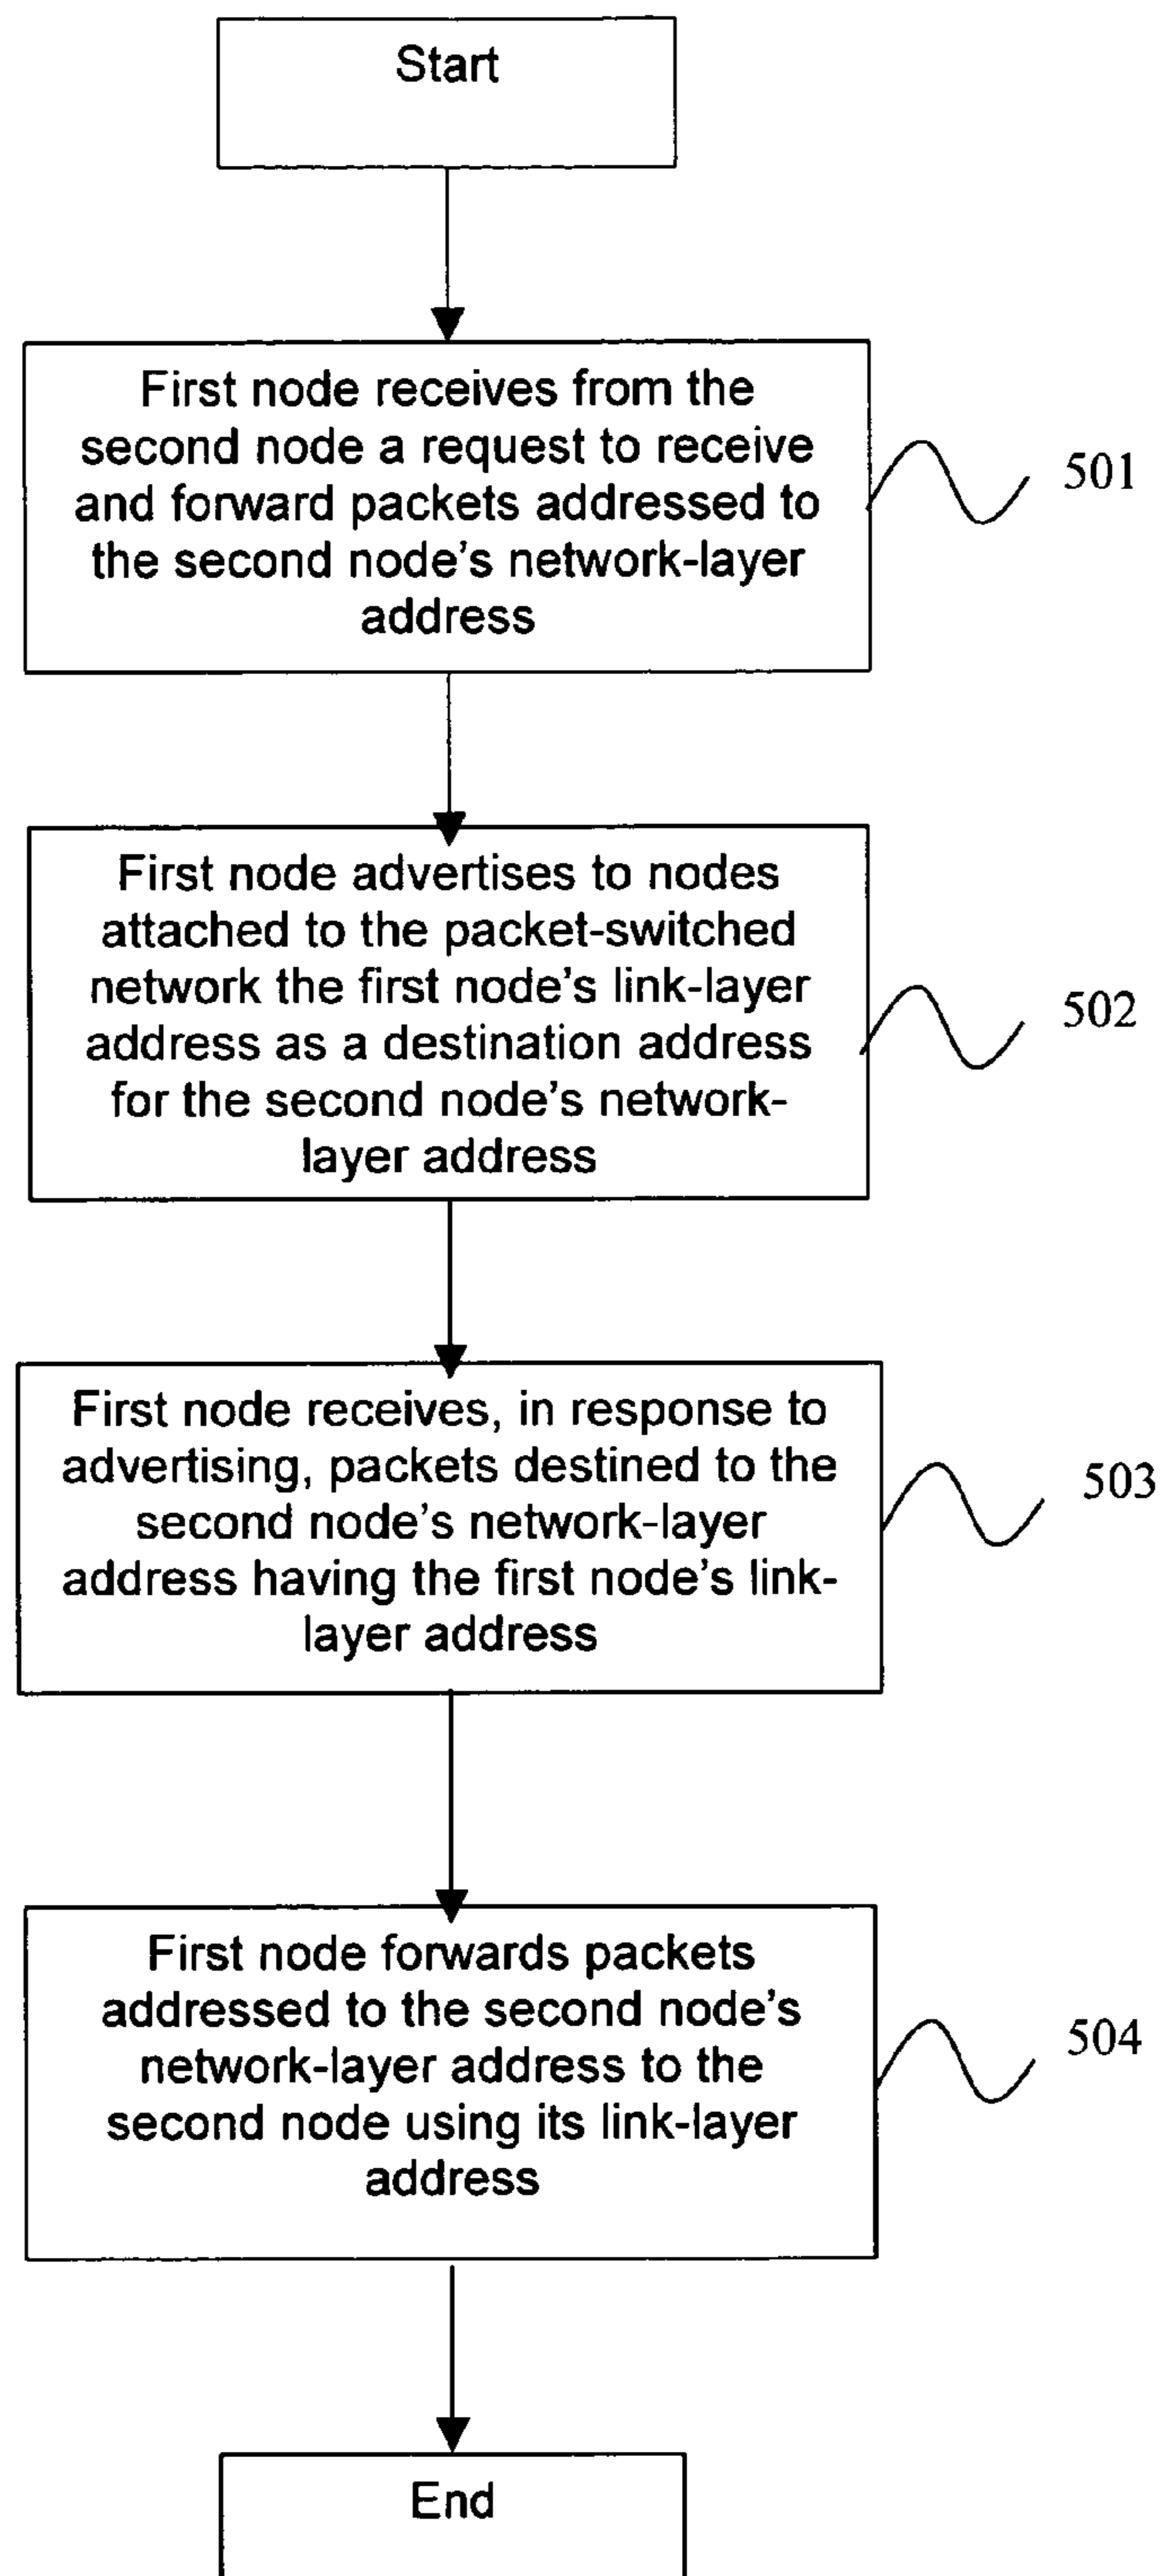 Start
First node receives from the
second node a request to receive
and forward packets addressed to
the second node's network-layer
address
501
First node advertises to nodes
attached to the packet-switched
network the first node's link-layer
address as a destination address
for the second node's network-
layer address
502
First node receives, in response to
advertising, packets destined to the
second node's network-layer
address having the first node's link-
layer address
503
First node forwards packets
addressed to the second node's
network-layer address to the
second node using its link-layer
address
504
End